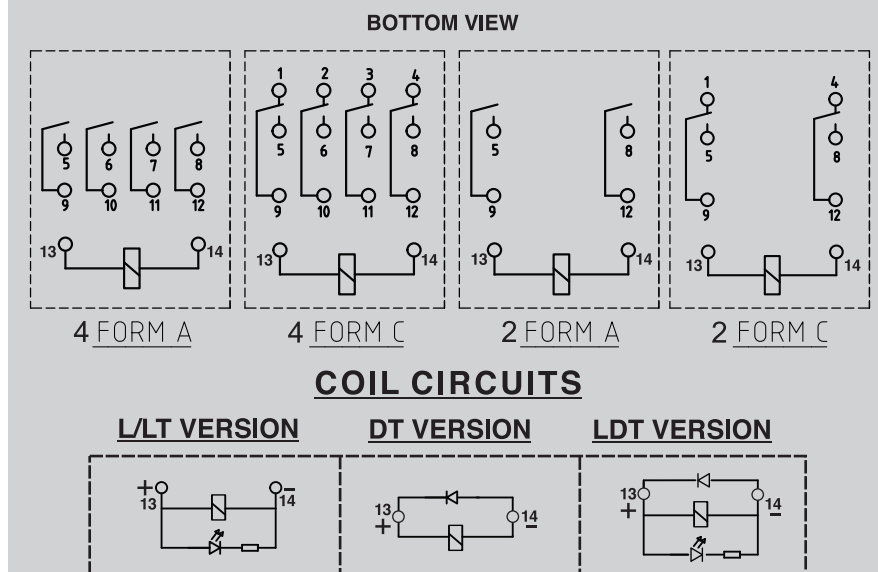 BOTTOM VIEW
1 2 3 4 1 4
5 6 7 8 5 6 7 8 5 8 5 8
9 10 11 12 9 10 11 12 9 12 9 12
13 14 13 14 13 14 13 14
4 FORM A 4 FORM C 2 FORM A 2 FORM C
COIL CIRCUITS
L/LT VERSION DT VERSION LDT VERSION
+ 13 14 - 13 + 14 - 13 + 14 -